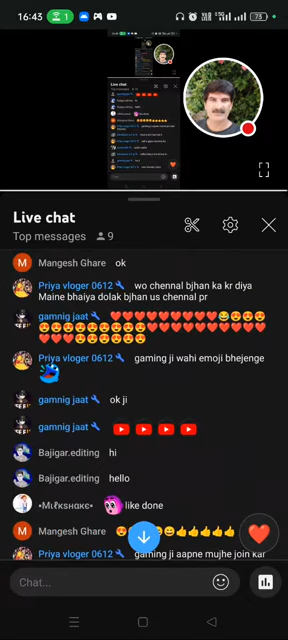 16:43
1
73
Live chat
Top messages 9
Mangesh Ghare ok
Priya vloger 0612 wo chennal bjhan ka kr diya
Maine bhaiya dolak bjhan us chennal pr
gamnig jaat ❤️❤️❤️❤️❤️❤️❤️❤️❤️😂😍😍
😍😍😍😍😍😍😍😍😍❤️❤️❤️❤️❤️❤️❤️❤️
❤️❤️❤️😍😍😍😍😍😍
Priya vloger 0612 gaming ji wahi emoji bhejenge
gamnig jaat ok ji
gamnig jaat
Bajigar.editing hi
Bajigar.editing hello
•Mιℓкѕнαкє• like done
Mangesh Ghare
Priya vloger 0612 gaming ji aapne mujhe join kar
Chat...